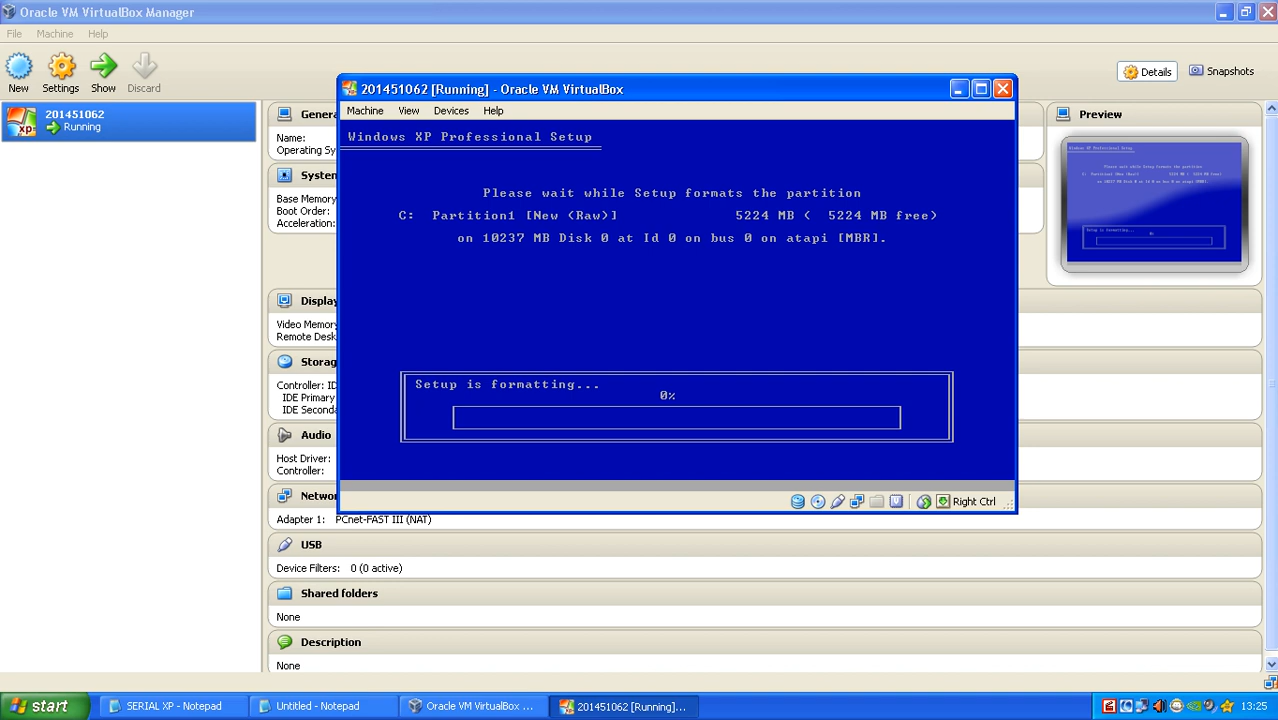 Oracle VM VirtualBox Manager
File Machine Help
New Settings Show Discard
Details Snapshots
201451062
Running
Genera
Name:
Operating Sy
System
Base Memory
Boot Order:
Acceleration:
Display
Video Memory
Remote Desk
Storag
Controller: ID
IDE Primary
IDE Seconda
Audio
Host Driver:
Controller:
Networ
Adapter 1: PCnet-FAST III (NAT)
USB
Device Filters: 0 (0 active)
Shared folders
None
Description
None
Preview
201451062 [Running] - Oracle VM VirtualBox
Machine View Devices Help
Windows XP Professional Setup
Please wait while Setup formats the partition
C: Partition1 [New (Raw)] 5224 MB ( 5224 MB free)
on 10237 MB Disk 0 at Id 0 on bus 0 on atapi [MBR].
Setup is formatting...
0%
Right Ctrl
start
SERIAL XP - Notepad
Untitled - Notepad
Oracle VM VirtualBox ...
201451062 [Running]...
13:25